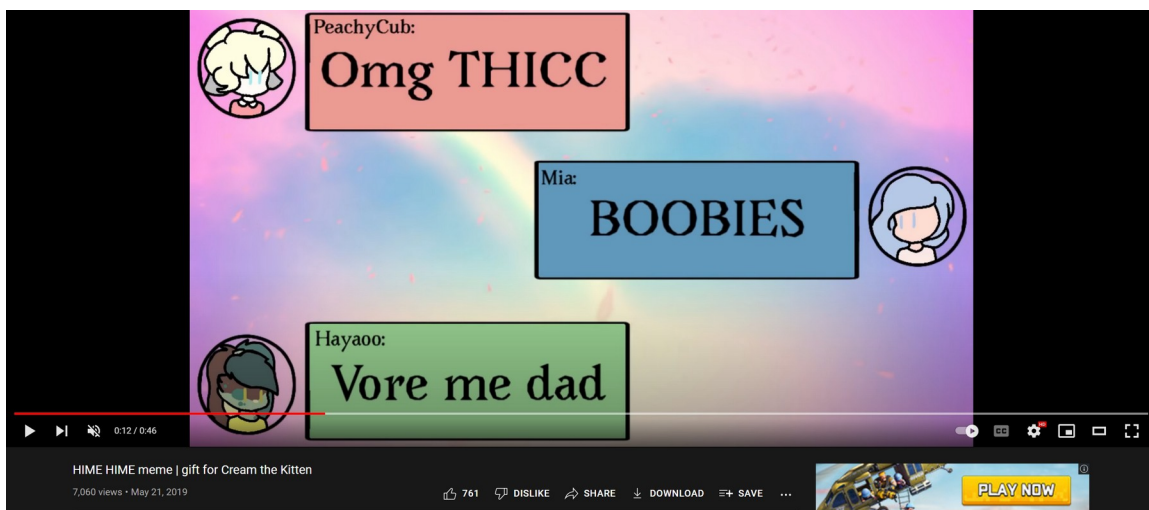 PeachyCub:
Omg THICC
Mia:
BOOBIES
Hayaoo:
Vore me dad
0:12 / 0:46
CC
HD
HIME HIME meme | gift for Cream the Kitten
7,060 views • May 21, 2019
761 DISLIKE SHARE DOWNLOAD SAVE ...
PLAY NOW